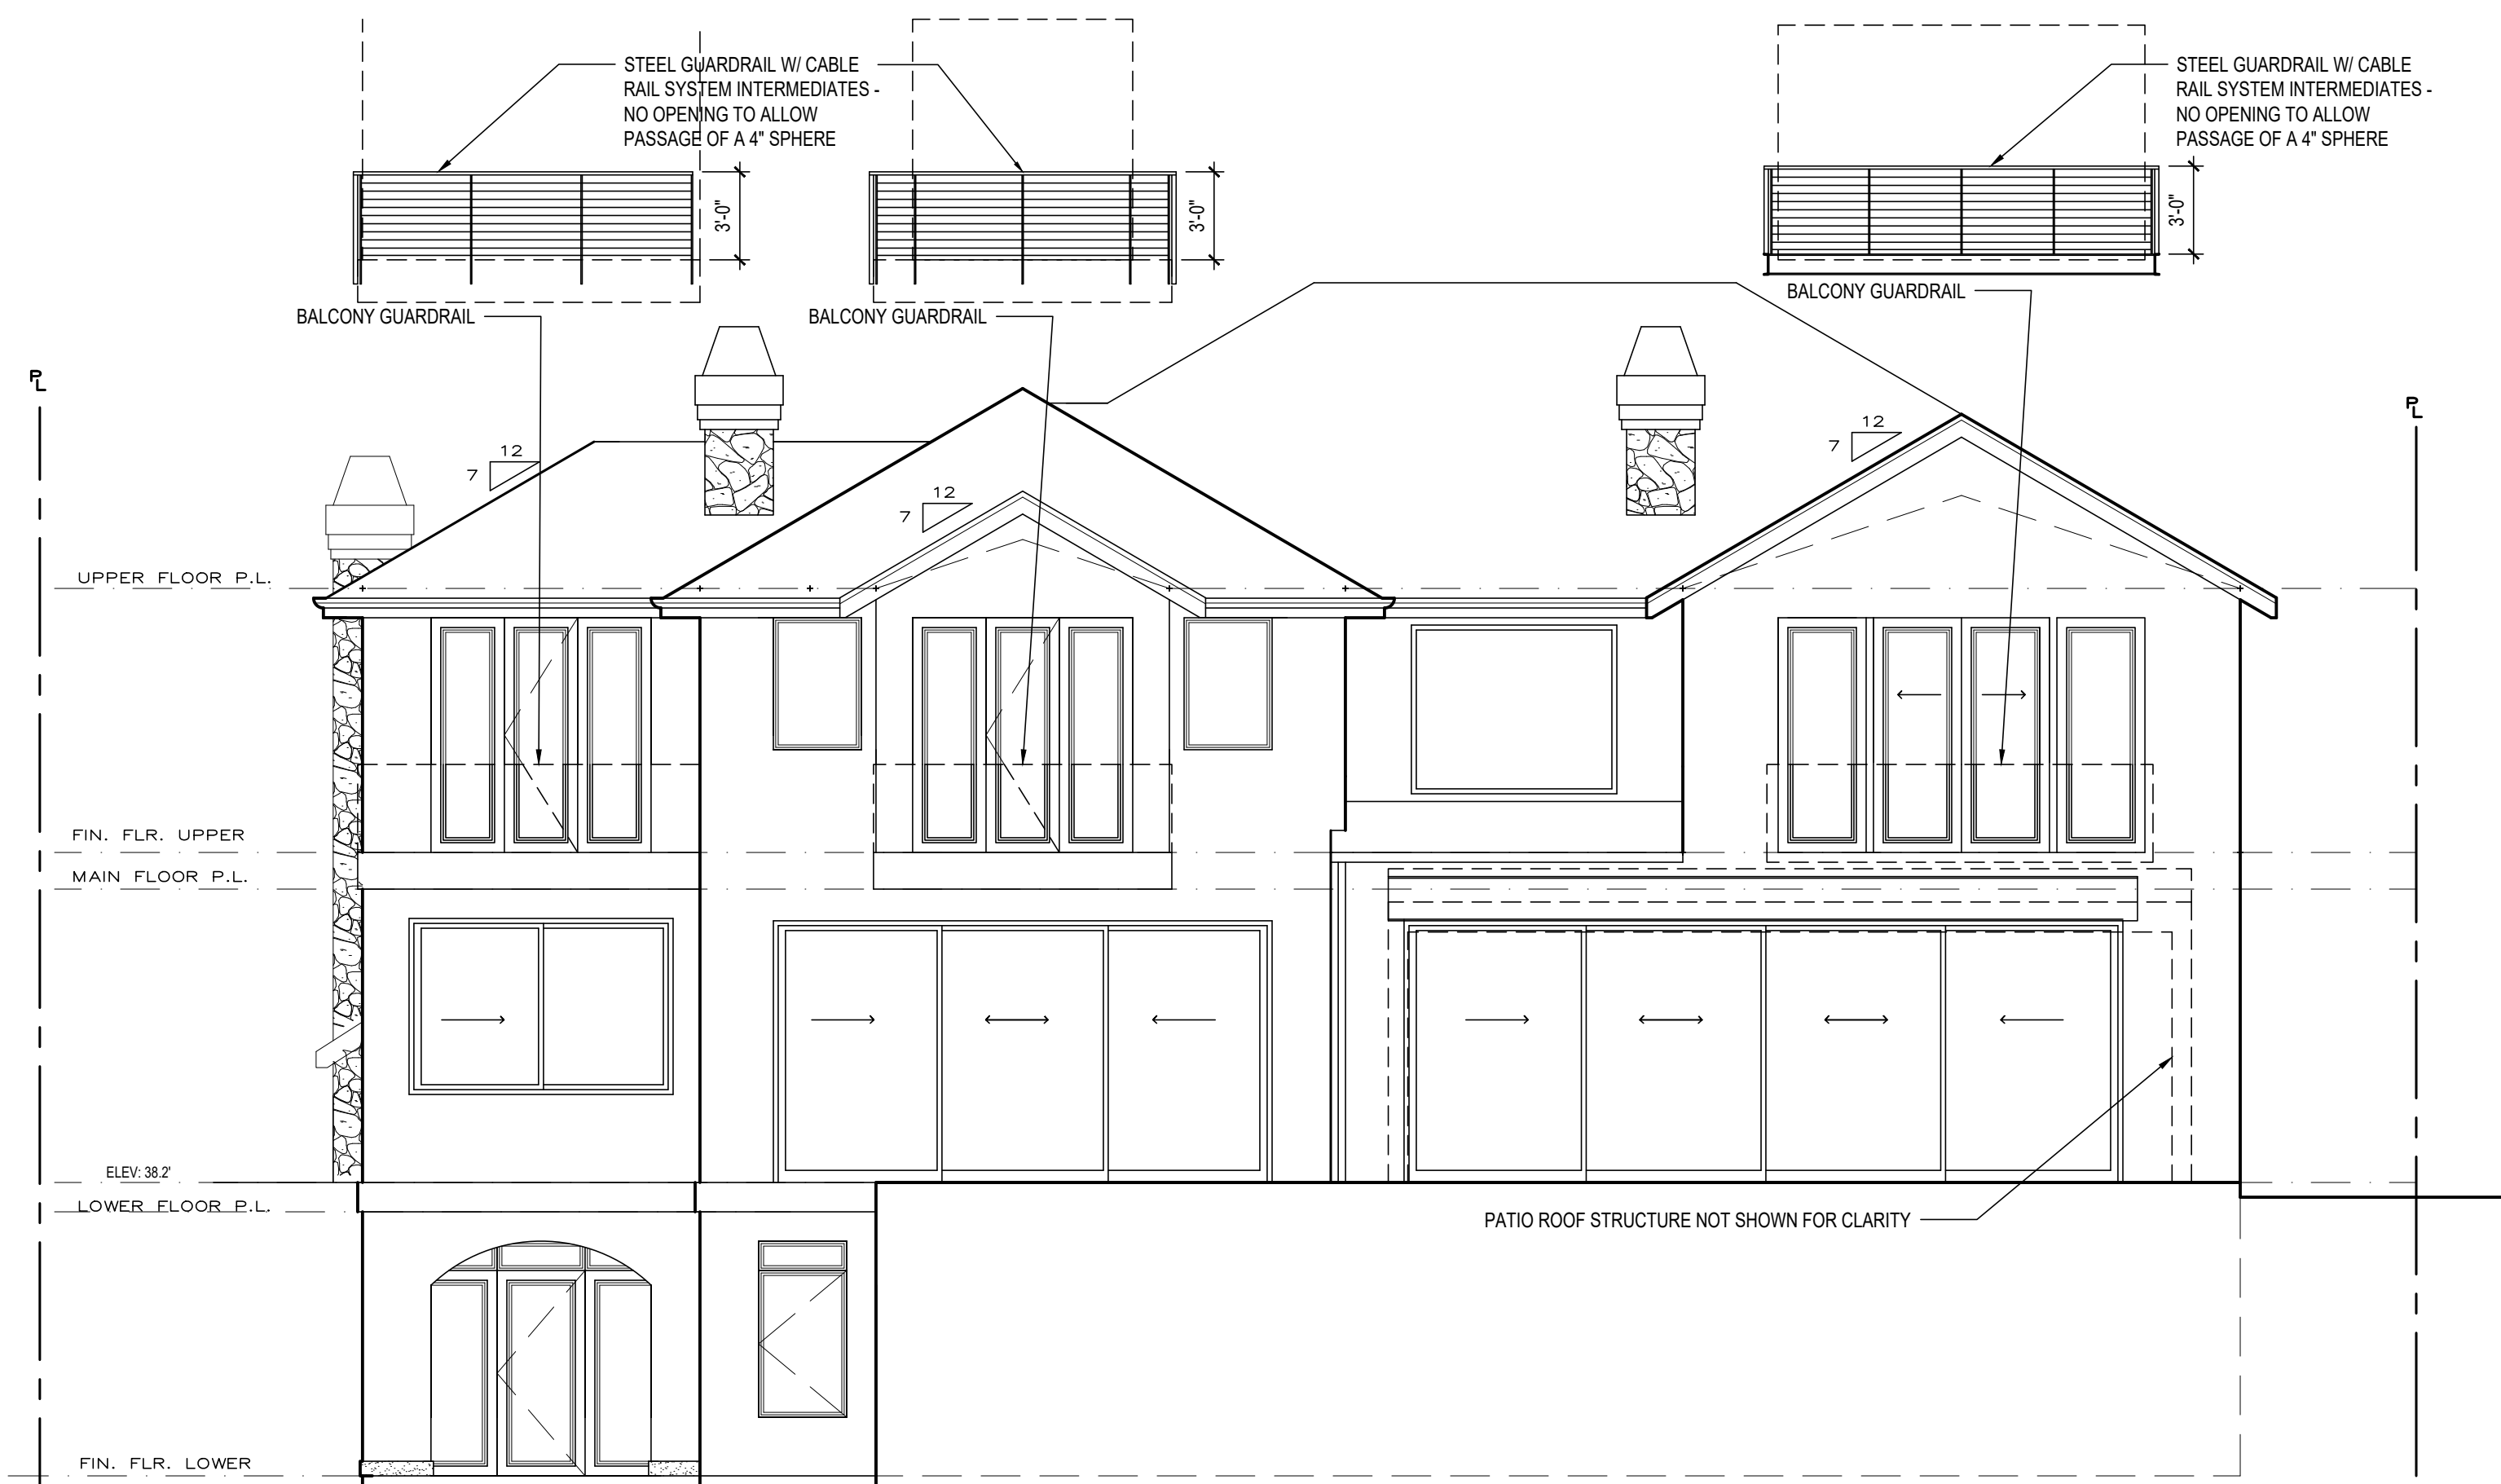 STEEL GUARDRAIL W/ CABLE
RAIL SYSTEM INTERMEDIATES -
NO OPENING TO ALLOW
PASSAGE OF A 4" SPHERE
STEEL GUARDRAIL W/ CABLE
RAIL SYSTEM INTERMEDIATES -
NO OPENING TO ALLOW
PASSAGE OF A 4" SPHERE
3'-0"
3'-0"
3'-0"
BALCONY GUARDRAIL
BALCONY GUARDRAIL
BALCONY GUARDRAIL
PL
PL
12
7
12
7
12
7
UPPER FLOOR P.L.
FIN. FLR. UPPER
MAIN FLOOR P.L.
ELEV: 38.2'
LOWER FLOOR P.L.
PATIO ROOF STRUCTURE NOT SHOWN FOR CLARITY
FIN. FLR. LOWER